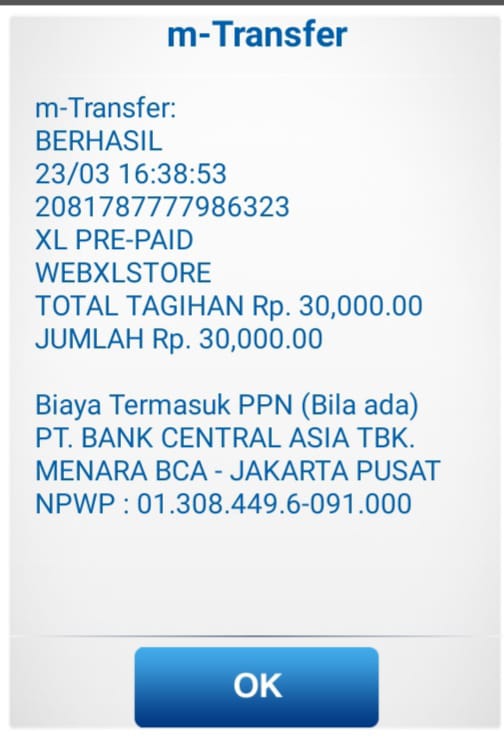 m-Transfer
m-Transfer:
BERHASIL
23/03 16:38:53
2081787777986323
XL PRE-PAID
WEBXLSTORE
TOTAL TAGIHAN Rp. 30,000.00
JUMLAH Rp. 30,000.00
Biaya Termasuk PPN (Bila ada)
PT. BANK CENTRAL ASIA TBK.
MENARA BCA - JAKARTA PUSAT
NPWP : 01.308.449.6-091.000
OK